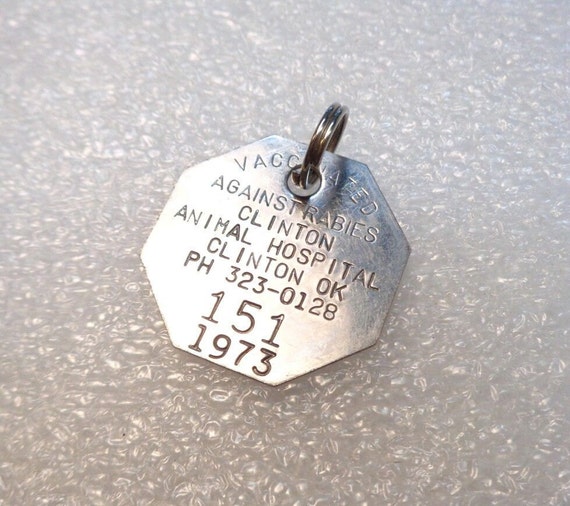 VACCINATED
AGAINST RABIES
CLINTON
ANIMAL HOSPITAL
CLINTON OK
PH 323-0128
151
1973